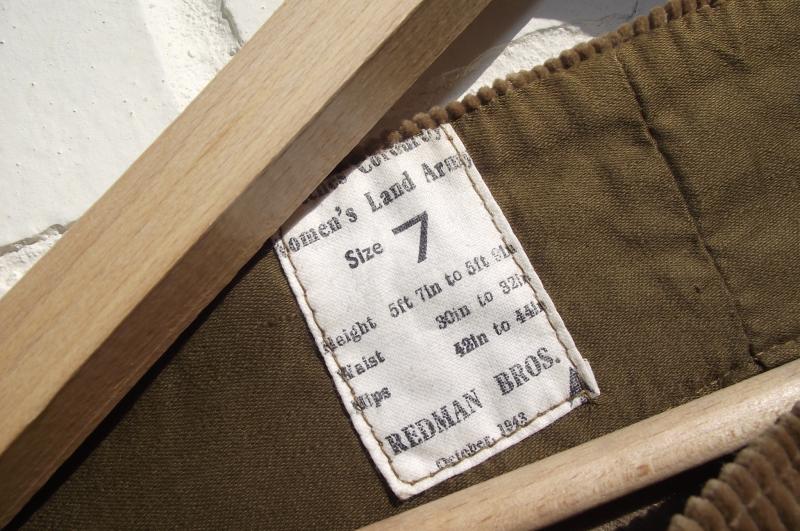 Corduroy
Women's Land Army
Size 7
Height 5ft 7in to 5ft 9in
Waist 30in to 32in
Hips 42in to 44in
REDMAN BROS.
October, 1943